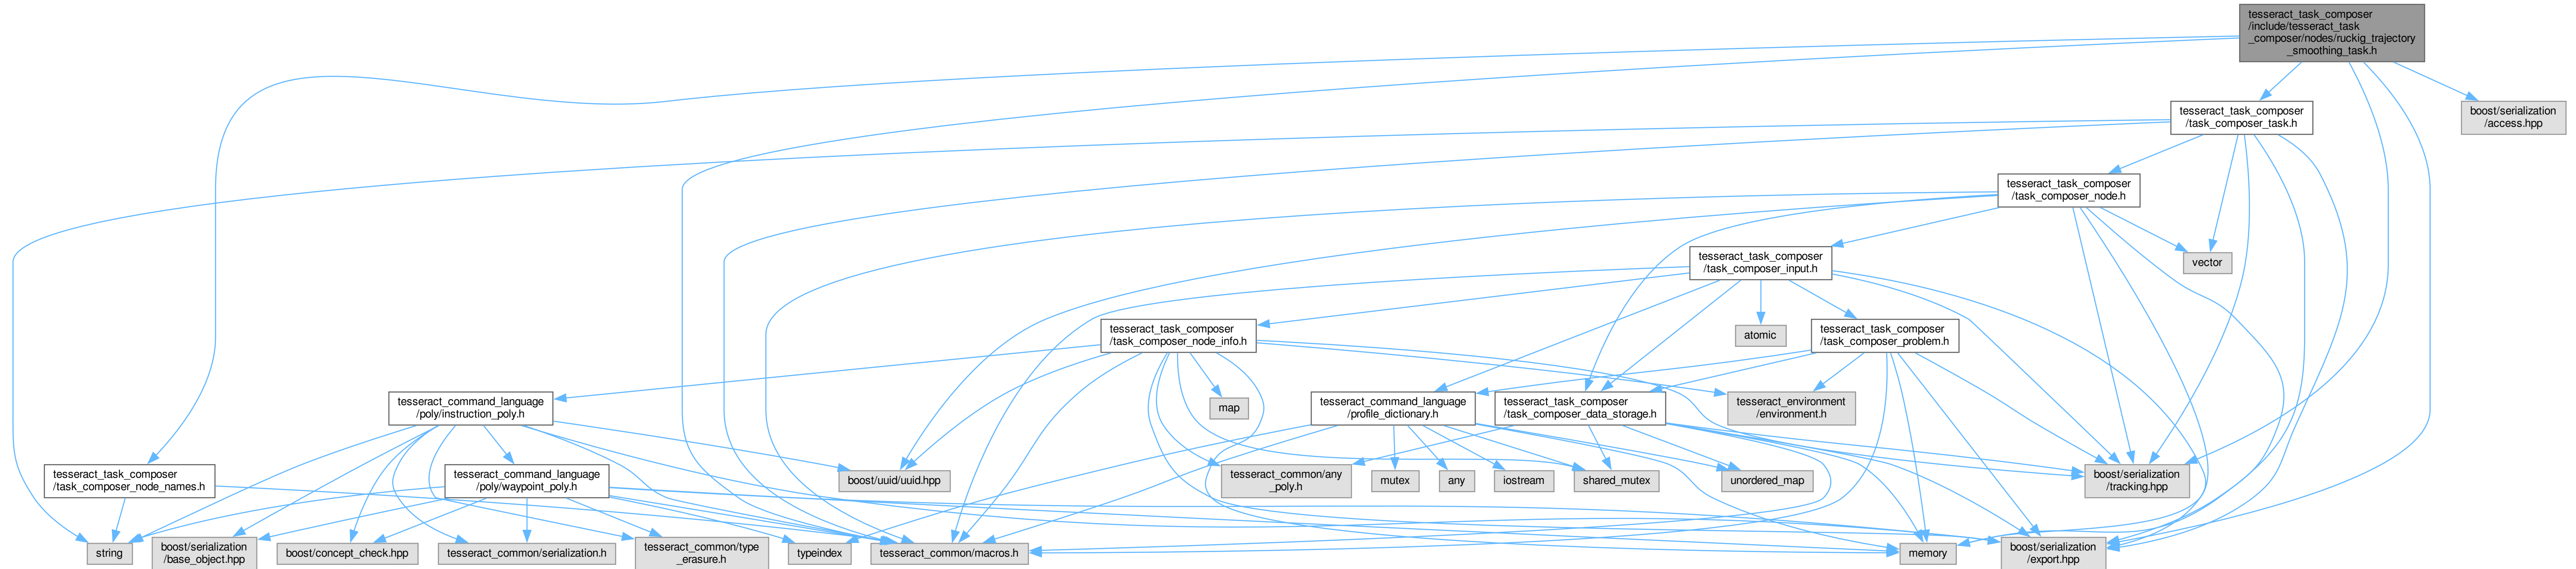 tesseract_task_composer
/include/tesseract_task
_composer/nodes/ruckig_trajectory
_smoothing_task.h
tesseract_task_composer
/task_composer_task.h
boost/serialization
/access.hpp
tesseract_task_composer
/task_composer_node.h
tesseract_task_composer
/task_composer_input.h
vector
tesseract_task_composer
/task_composer_node_info.h
atomic
tesseract_task_composer
/task_composer_problem.h
tesseract_command_language
/poly/instruction_poly.h
map
tesseract_command_language
/profile_dictionary.h
tesseract_task_composer
/task_composer_data_storage.h
tesseract_environment
/environment.h
tesseract_task_composer
/task_composer_node_names.h
tesseract_command_language
/poly/waypoint_poly.h
boost/uuid/uuid.hpp
tesseract_common/any
_poly.h
mutex
any
iostream
shared_mutex
unordered_map
boost/serialization
/tracking.hpp
string
boost/serialization
/base_object.hpp
boost/concept_check.hpp
tesseract_common/serialization.h
tesseract_common/type
_erasure.h
typeindex
tesseract_common/macros.h
memory
boost/serialization
/export.hpp